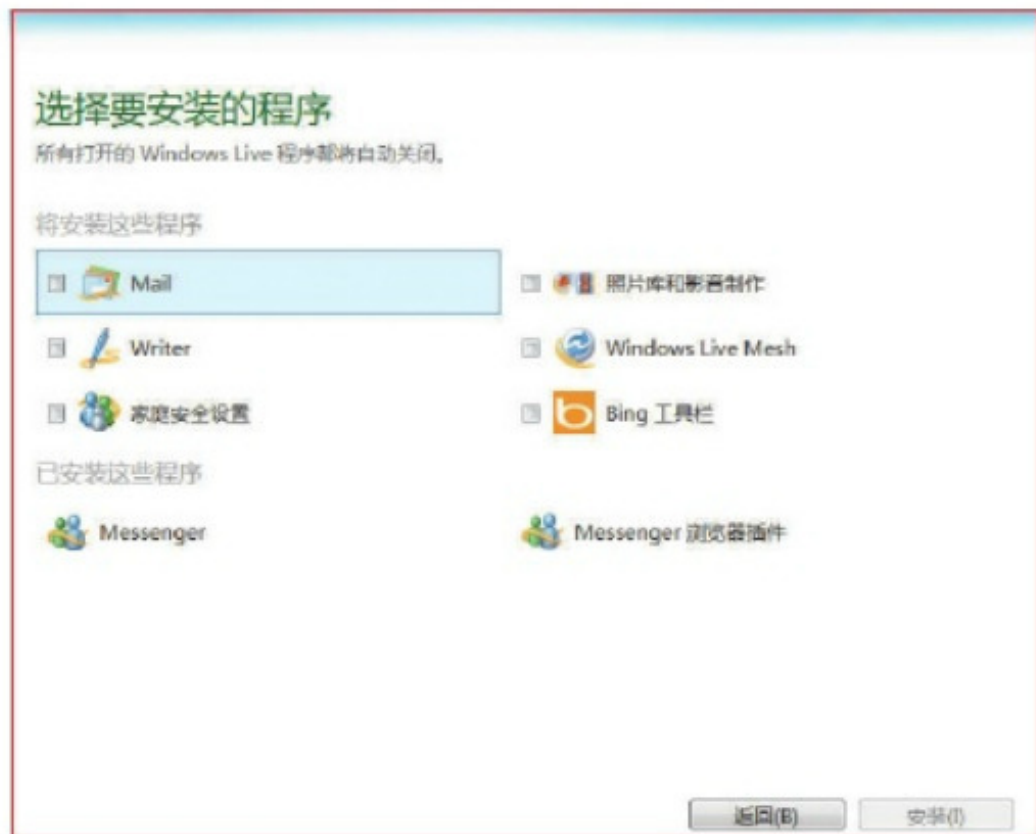 选择要安装的程序
所有打开的 Windows Live 程序都将自动关闭。
将安装这些程序
Mail
照片库和影音制作
Writer
Windows Live Mesh
家庭安全设置
Bing 工具栏
已安装这些程序
Messenger
Messenger 浏览器插件
返回(B)
安装(I)